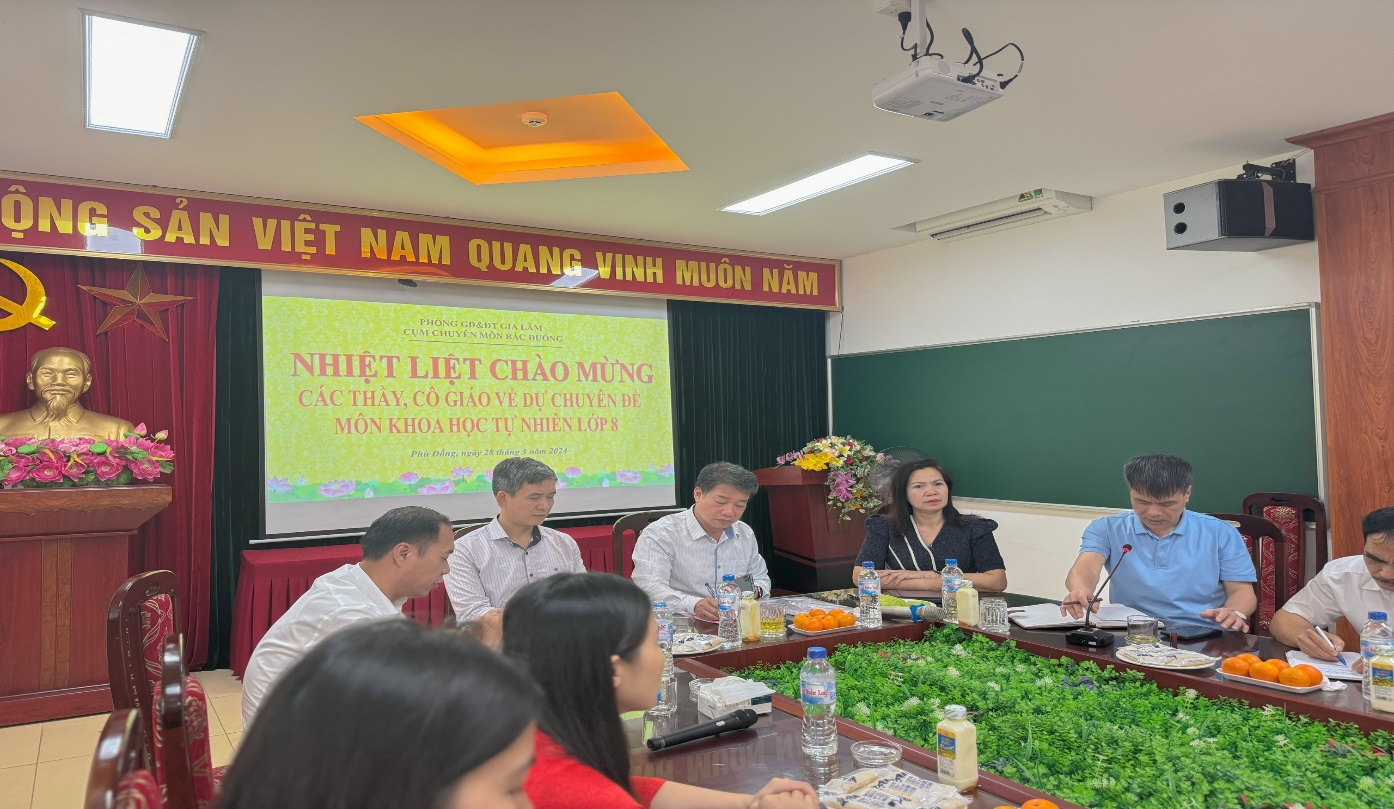 ỘNG SẢN VIỆT NAM QUANG VINH MUÔN NĂM
PHÒNG GD&ĐT GIA LÂM
CỤM CHUYÊN MÔN BẮC ĐUỐNG
NHIỆT LIỆT CHÀO MỪNG
CÁC THẦY, CÔ GIÁO VỀ DỰ CHUYÊN ĐỀ
MÔN KHOA HỌC TỰ NHIÊN LỚP 8
Phù Đổng, ngày 28 tháng 3 năm 2024